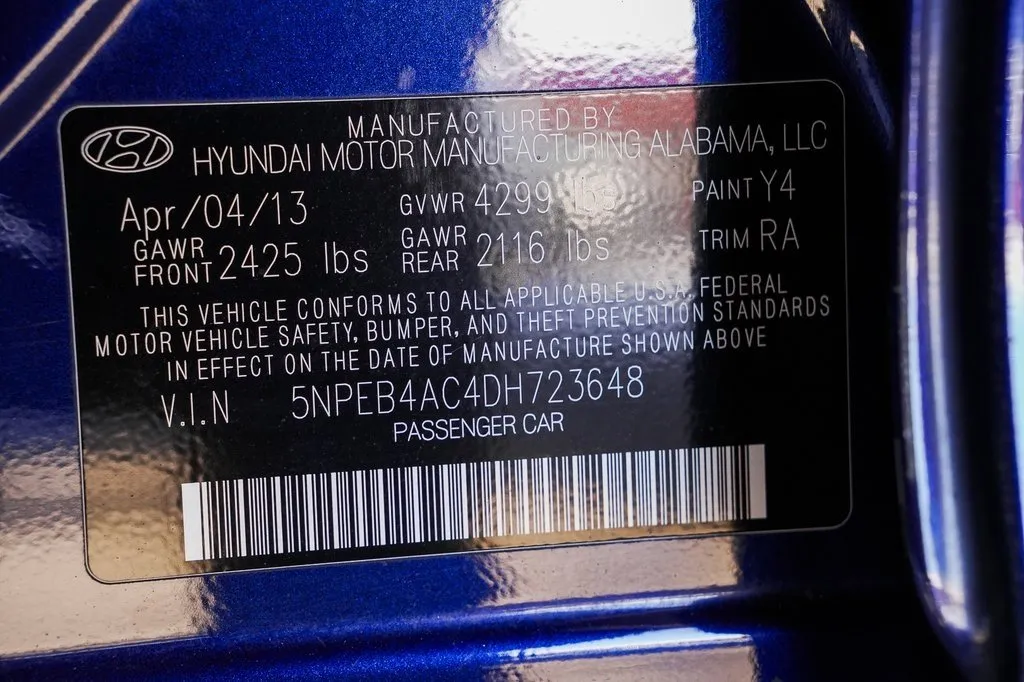 MANUFACTURED BY
HYUNDAI MOTOR MANUFACTURING ALABAMA, LLC
Apr/04/13 GVWR 4299 lbs PAINT Y4
GAWR FRONT 2425 lbs GAWR REAR 2116 lbs TRIM RA
THIS VEHICLE CONFORMS TO ALL APPLICABLE U.S.A. FEDERAL
MOTOR VEHICLE SAFETY, BUMPER, AND THEFT PREVENTION STANDARDS
IN EFFECT ON THE DATE OF MANUFACTURE SHOWN ABOVE
V.I.N 5NPEB4AC4DH723648
PASSENGER CAR